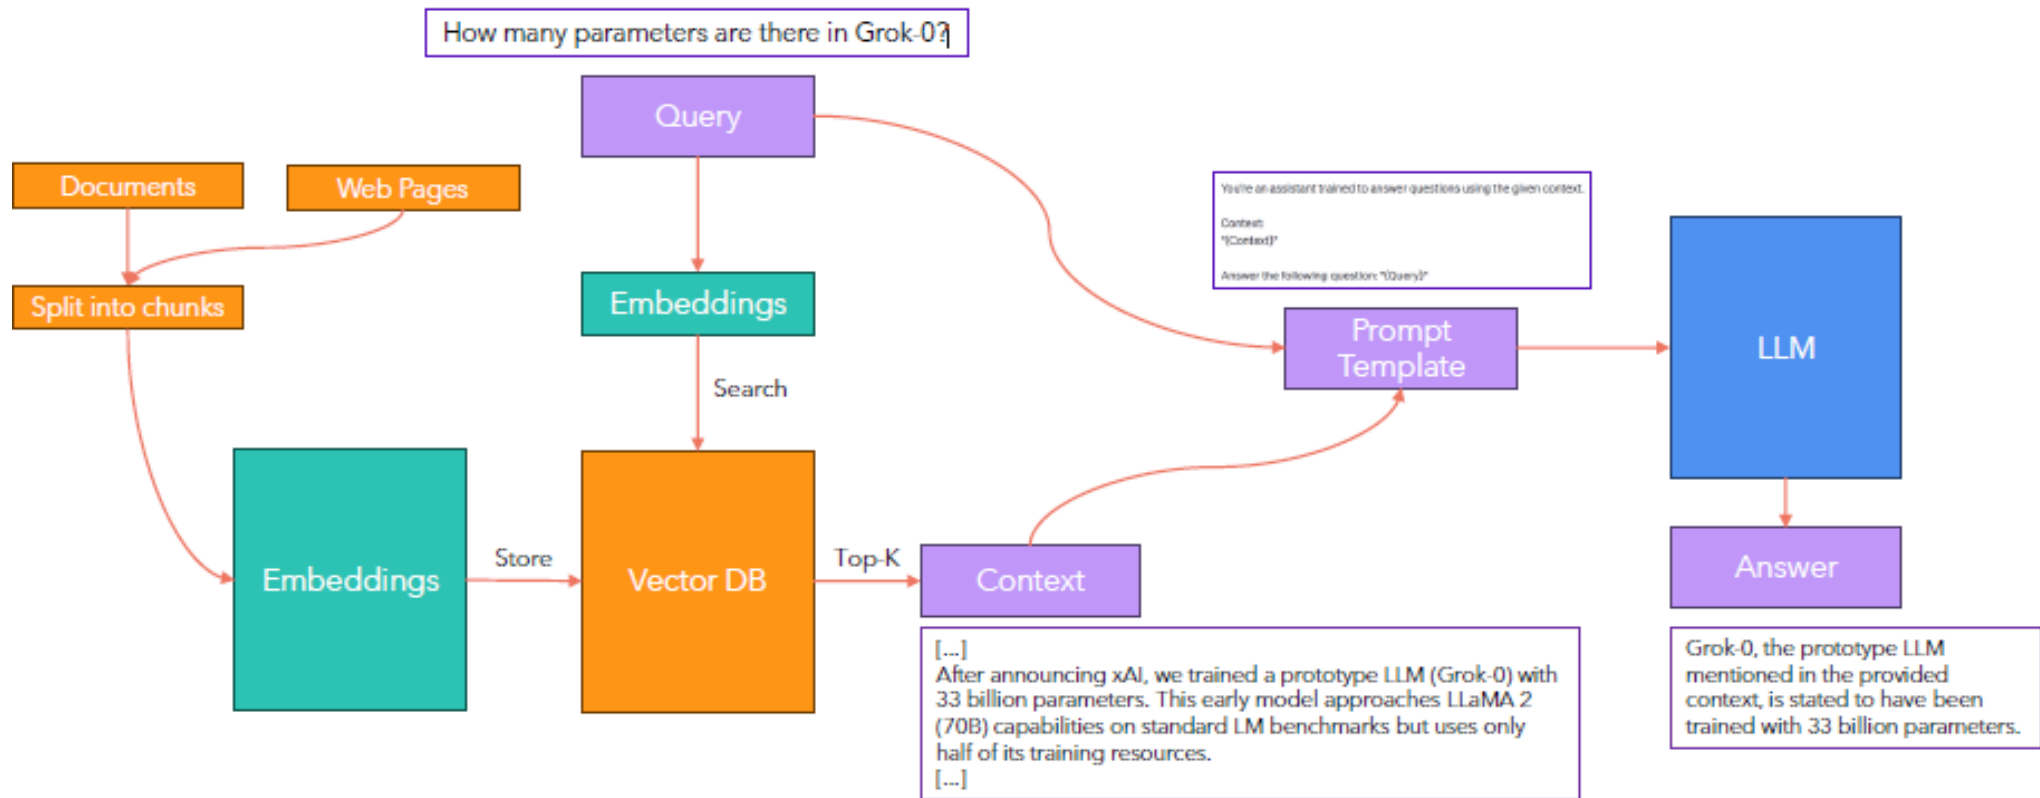 How many parameters are there in Grok-0?
Query
Documents
Web Pages
You're an assistant trained to answer questions using the given context.
Context:
"{Context}"
Answer the following question: "{Query}"
Split into chunks
Embeddings
Prompt
Template
LLM
Search
Embeddings
Store
Vector DB
Top-K
Context
Answer
[...]
After announcing xAI, we trained a prototype LLM (Grok-0) with
33 billion parameters. This early model approaches LLaMA 2
(70B) capabilities on standard LM benchmarks but uses only
half of its training resources.
[...]
Grok-0, the prototype LLM
mentioned in the provided
context, is stated to have been
trained with 33 billion parameters.